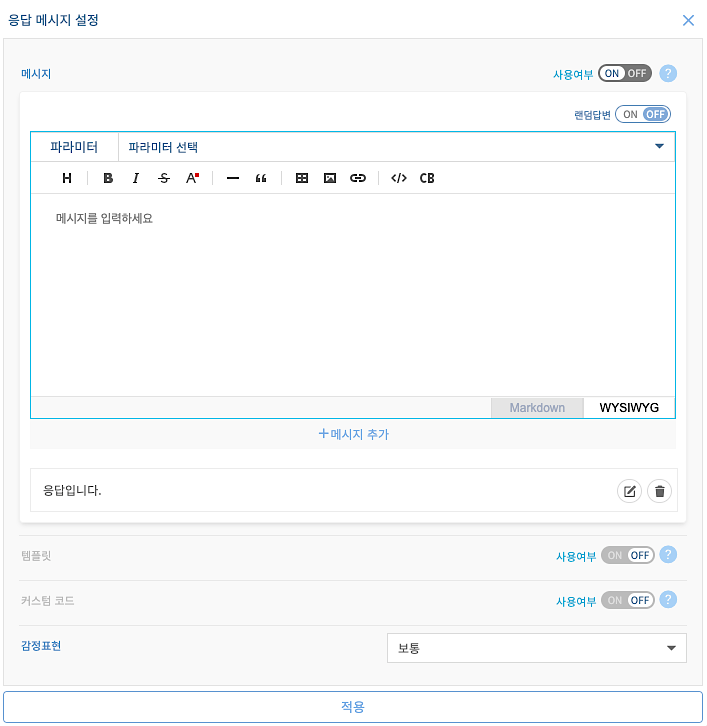 응답 메시지 설정
메시지 사용여부 ON OFF ?
랜덤답변 ON OFF
파라미터 파라미터 선택
H B I S A — “ </> CB
메시지를 입력하세요
Markdown WYSIWYG
+메시지 추가
응답입니다.
템플릿 사용여부 ON OFF ?
커스텀 코드 사용여부 ON OFF ?
감정표현 보통
적용